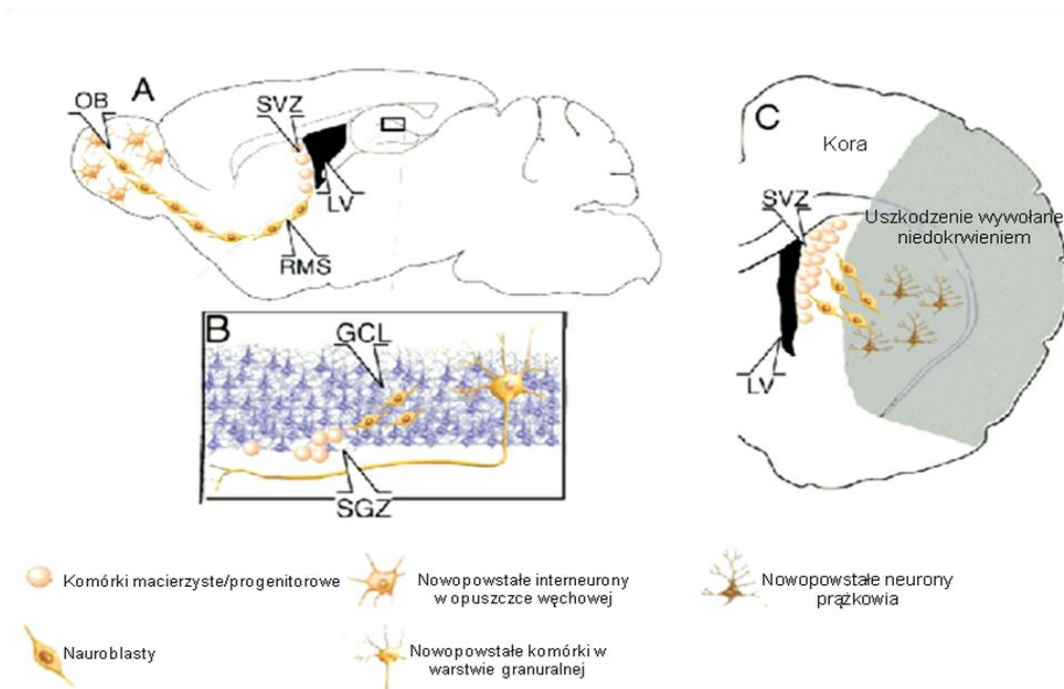 A
OB
SVZ
LV
RMS
B
GCL
SGZ
C
Kora
SVZ
Uszkodzenie wywołane
niedokrwieniem
LV
Komórki macierzyste/progenitorowe
Nowopowstałe interneurony
w opuszczce węchowej
Nowopowstałe neurony
prążkowia
Nauroblasty
Nowopowstałe komórki w
warstwie granuralnej